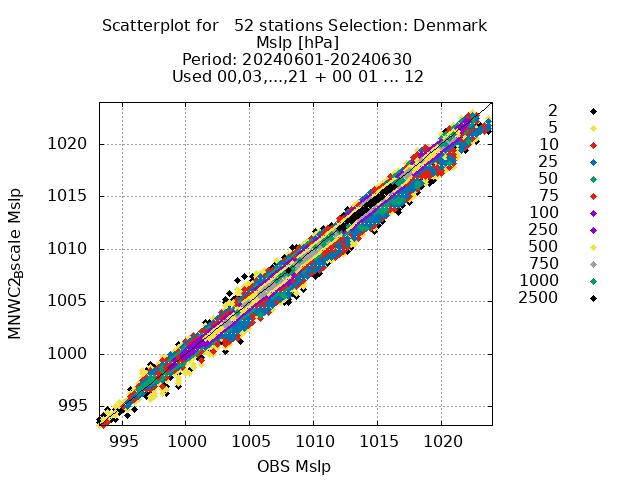 Scatterplot for   52 stations Selection: Denmark
Mslp [hPa]
Period: 20240601-20240630
Used 00,03,...,21 + 00 01 ... 12
MNWC2_Bscale Mslp
1020
1015
1010
1005
1000
995
995 1000 1005 1010 1015 1020
OBS Mslp
2
5
10
25
50
75
100
250
500
750
1000
2500